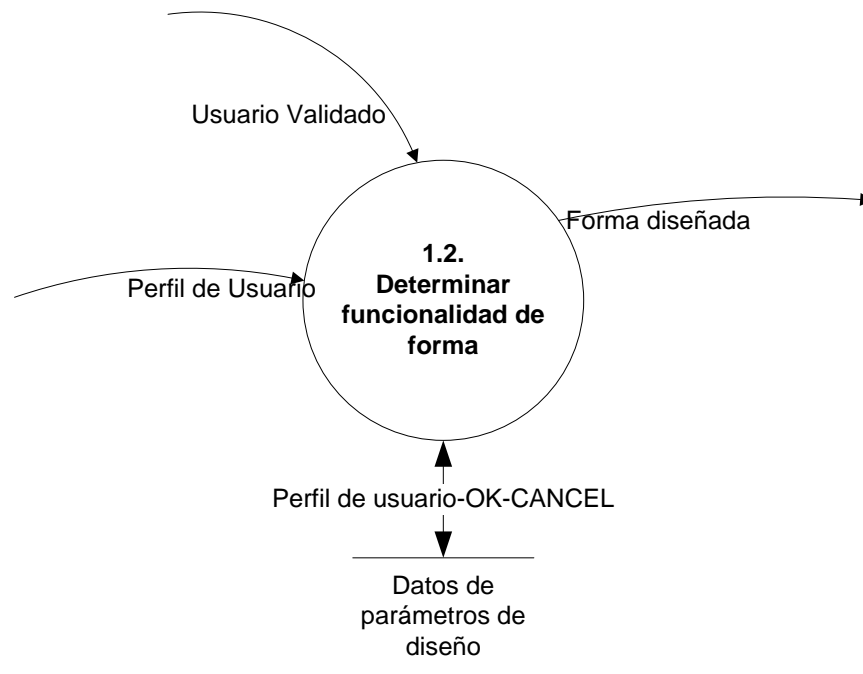 Usuario Validado
Forma diseñada
1.2.
Determinar
funcionalidad de
forma
Perfil de Usuario
Perfil de usuario-OK-CANCEL
Datos de
parámetros de
diseño